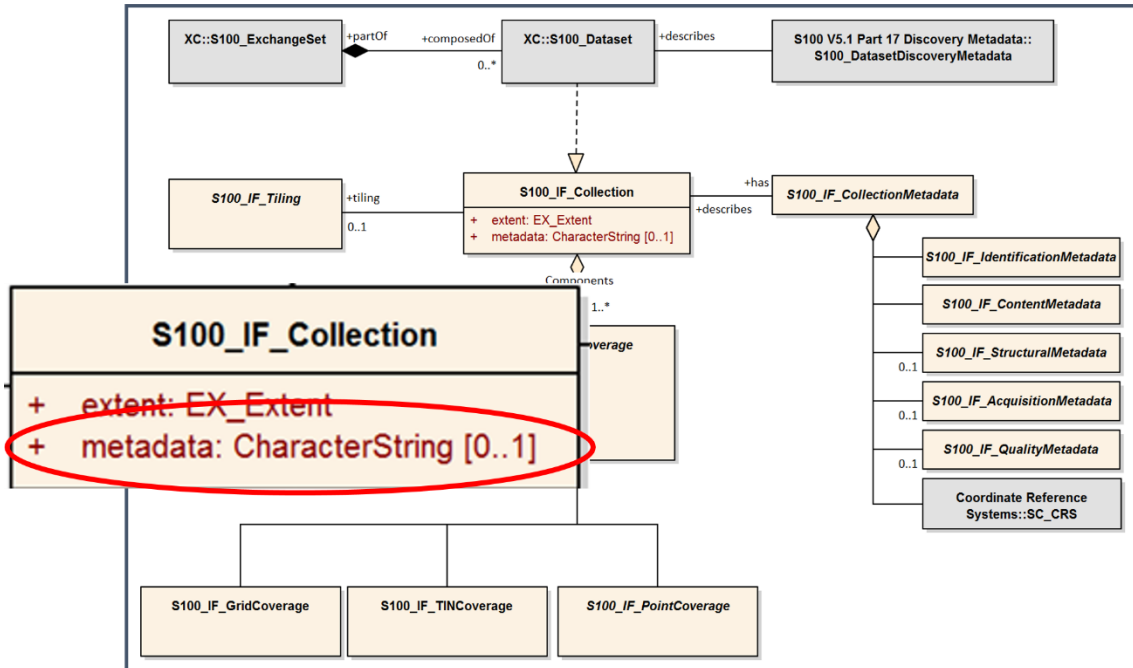 XC::S100_ExchangeSet
+partOf
+composedOf
0..*
XC::S100_Dataset
+describes
S100 V5.1 Part 17 Discovery Metadata::
S100_DatasetDiscoveryMetadata
S100_IF_Tiling
+tiling
0..1
S100_IF_Collection
+ extent: EX_Extent
+ metadata: CharacterString [0..1]
+has
+describes
S100_IF_CollectionMetadata
S100_IF_IdentificationMetadata
S100_IF_ContentMetadata
0..1
S100_IF_StructuralMetadata
0..1
S100_IF_AcquisitionMetadata
0..1
S100_IF_QualityMetadata
Coordinate Reference
Systems::SC_CRS
Components
1..*
S100_IF_Collection
+ extent: EX_Extent
+ metadata: CharacterString [0..1]
S100_IF_GridCoverage
S100_IF_TINCoverage
S100_IF_PointCoverage